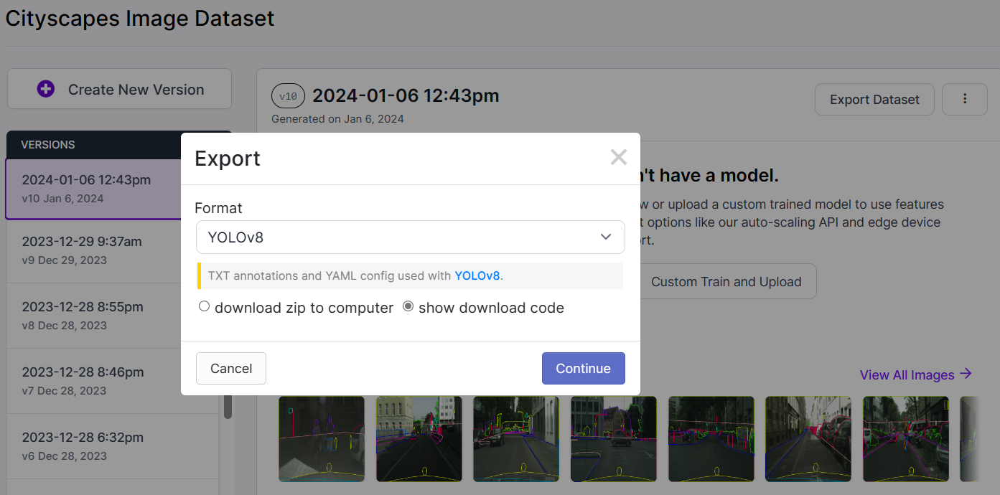 Cityscapes Image Dataset
Create New Version
VERSIONS
2024-01-06 12:43pm
v10 Jan 6, 2024
2023-12-29 9:37am
v9 Dec 29, 2023
2023-12-28 8:55pm
v8 Dec 28, 2023
2023-12-28 8:46pm
v7 Dec 28, 2023
2023-12-28 6:32pm
v6 Dec 28, 2023
v10 2024-01-06 12:43pm
Generated on Jan 6, 2024
Export Dataset
Export
Format
YOLOv8
TXT annotations and YAML config used with YOLOv8.
download zip to computer show download code
Cancel Continue
't have a model.
or upload a custom trained model to use features
options like our auto-scaling API and edge device
Custom Train and Upload
View All Images